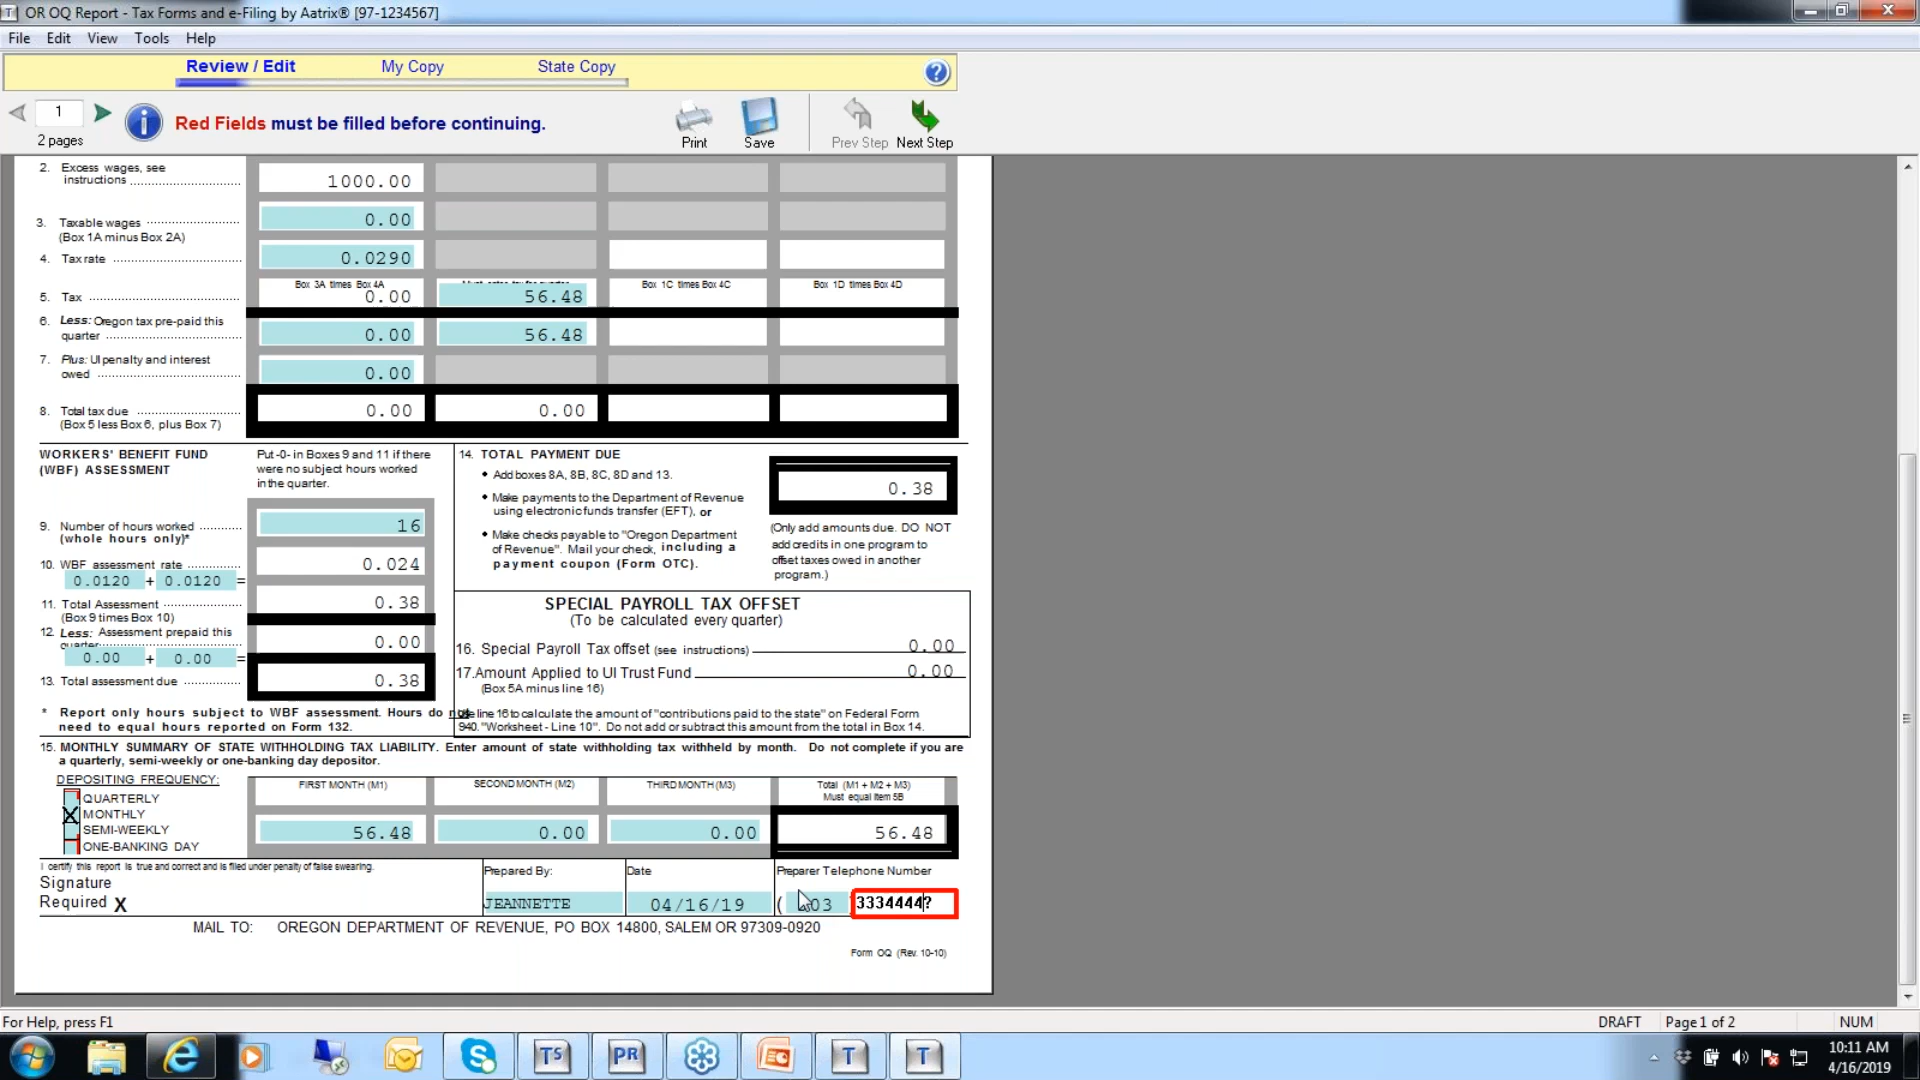 OR OQ Report - Tax Forms and e-Filing by Aatrix® [97-1234567]
File Edit View Tools Help
Review / Edit My Copy State Copy
1
2 pages
Red Fields must be filled before continuing.
Print Save Prev Step Next Step
2. Excess wages, see
instructions
1000.00
3. Taxable wages 0.00
(Box 1A minus Box 2A)
4. Tax rate 0.0290
Box 3A times Box 4A Box 1C times Box 4C Box 1D times Box 4D
5. Tax 0.00 56.48
6. Less: Oregon tax pre-paid this
quarter 0.00 56.48
7. Plus: UI penalty and interest
owed 0.00
8. Total tax due 0.00 0.00
(Box 5 less Box 6, plus Box 7)
WORKERS' BENEFIT FUND
(WBF) ASSESSMENT
Put -0- in Boxes 9 and 11 if there
were no subject hours worked
in the quarter.
9. Number of hours worked 16
(whole hours only)*
10. WBF assessment rate 0.024
0.0120 + 0.0120 =
11. Total Assessment 0.38
(Box 9 times Box 10)
12. Less: Assessment prepaid this
quarter 0.00
0.00 + 0.00 =
13. Total assessment due 0.38
14. TOTAL PAYMENT DUE
• Add boxes 8A, 8B, 8C, 8D and 13.
• Make payments to the Department of Revenue
using electronic funds transfer (EFT), or
• Make checks payable to "Oregon Department
of Revenue". Mail your check, including a
payment coupon (Form OTC).
0.38
(Only add amounts due. DO NOT
add credits in one program to
offset taxes owed in another
program.)
SPECIAL PAYROLL TAX OFFSET
(To be calculated every quarter)
16. Special Payroll Tax offset (see instructions) 0.00
17. Amount Applied to UI Trust Fund 0.00
(Box 5A minus line 16)
* Report only hours subject to WBF assessment. Hours do not
need to equal hours reported on Form 132.
line 16 to calculate the amount of "contributions paid to the state" on Federal Form
940. "Worksheet - Line 10". Do not add or subtract this amount from the total in Box 14.
15. MONTHLY SUMMARY OF STATE WITHHOLDING TAX LIABILITY. Enter amount of state withholding tax withheld by month. Do not complete if you are
a quarterly, semi-weekly or one-banking day depositor.
DEPOSITING FREQUENCY:
QUARTERLY
X MONTHLY
SEMI-WEEKLY
ONE-BANKING DAY
FIRST MONTH (M1) SECOND MONTH (M2) THIRD MONTH (M3) Total (M1 + M2 + M3)
Must equal Item 5B
56.48 0.00 0.00 56.48
I certify this report is true and correct and is filed under penalty of false swearing.
Signature
Required X
Prepared By: Date Preparer Telephone Number
JEANNETTE 04/16/19 ( 03 3334444?
MAIL TO: OREGON DEPARTMENT OF REVENUE, PO BOX 14800, SALEM OR 97309-0920
Form OQ (Rev. 10-10)
For Help, press F1 DRAFT Page 1 of 2 NUM
TS PR T T
10:11 AM
4/16/2019